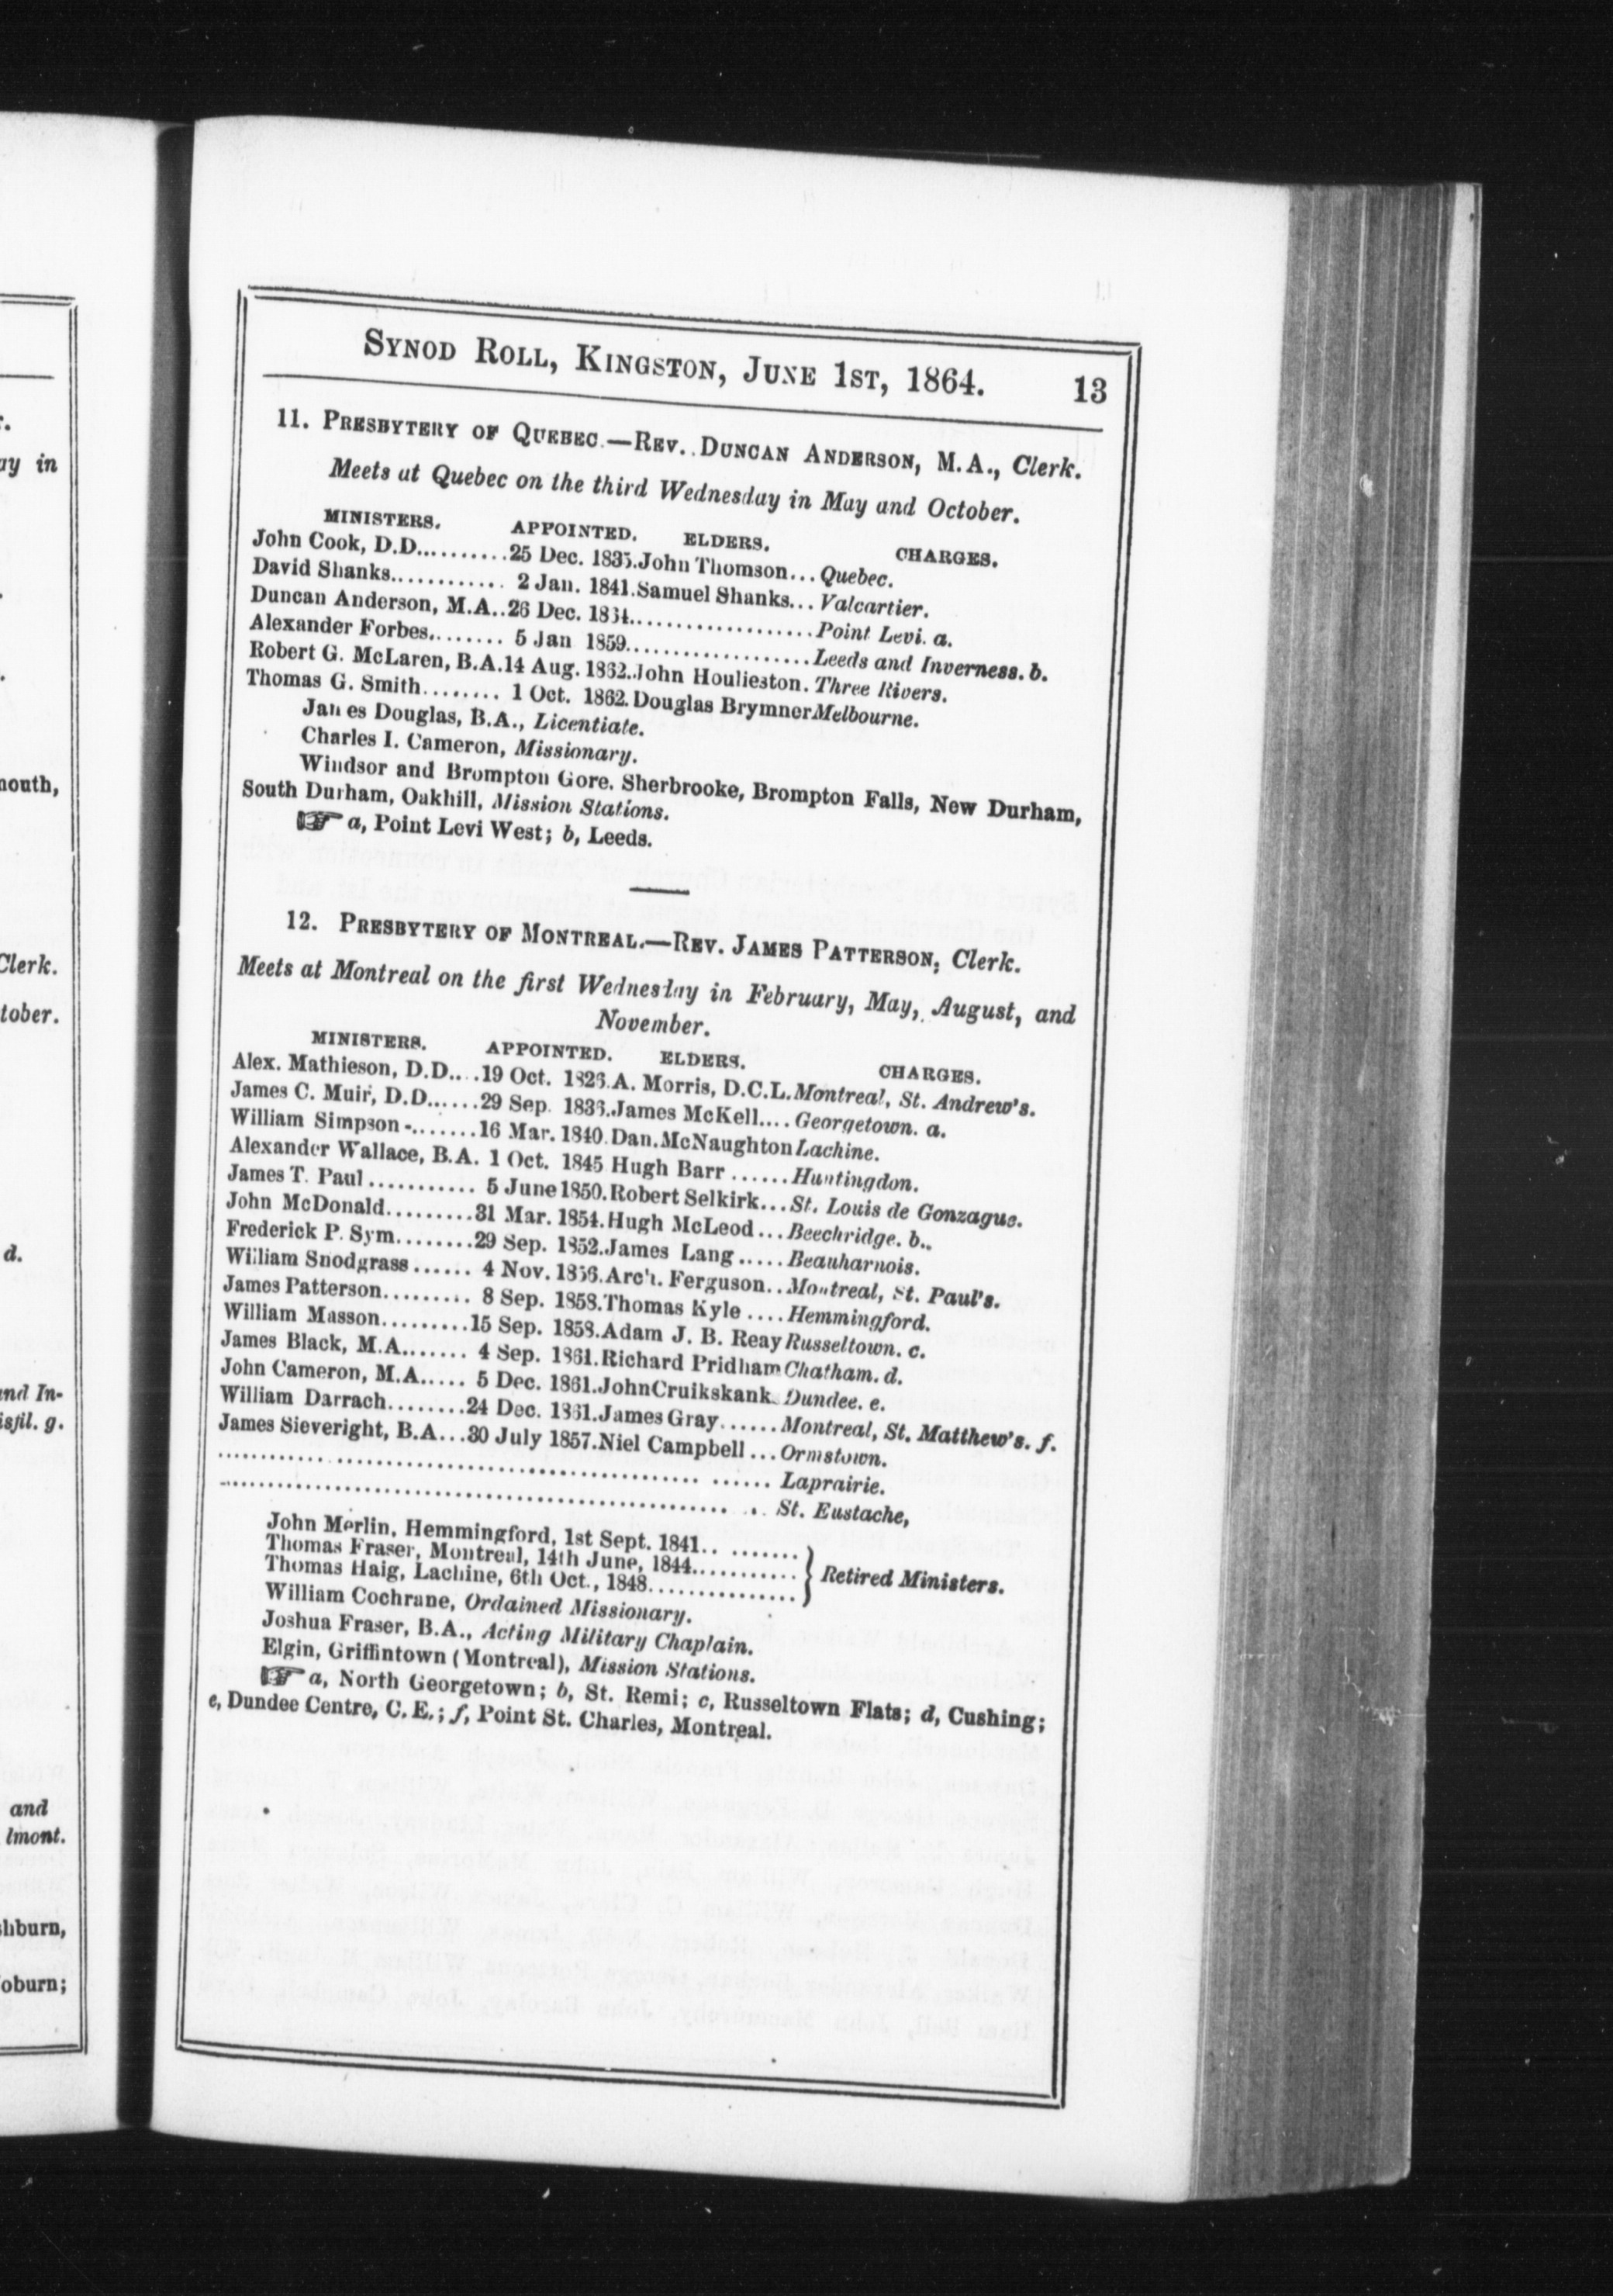 SYNOD ROLL, KINGSTON, JUNE 1ST, 1864. 13
11. PRESBYTERY OF QUEBEC.—REV. DUNCAN ANDERSON, M.A., Clerk.
Meets at Quebec on the third Wednesday in May and October.
MINISTERS. APPOINTED. ELDERS. CHARGES.
John Cook, D.D..........25 Dec. 1835.John Thomson... Quebec.
David Shanks............ 2 Jan. 1841.Samuel Shanks... Valcartier.
Duncan Anderson, M.A..26 Dec. 1854...................Point Levi. a.
Alexander Forbes........ 5 Jan 1859...................Leeds and Inverness. b.
Robert G. McLaren, B.A.14 Aug. 1862..John Houlieston. Three Rivers.
Thomas G. Smith........ 1 Oct. 1862.Douglas BrymnerMelbourne.
James Douglas, B.A., Licentiate.
Charles I. Cameron, Missionary.
Windsor and Brompton Gore. Sherbrooke, Brompton Falls, New Durham,
South Durham, Oakhill, Mission Stations.
☞ a, Point Levi West; b, Leeds.
12. PRESBYTERY OF MONTREAL.—REV. JAMES PATTERSON, Clerk.
Meets at Montreal on the first Wednesday in February, May, August, and
November.
MINISTERS. APPOINTED. ELDERS. CHARGES.
Alex. Mathieson, D.D....19 Oct. 1826.A. Morris, D.C.L.Montreal, St. Andrew's.
James C. Muir, D.D......29 Sep. 1836.James McKell.... Georgetown. a.
William Simpson-.......16 Mar. 1840.Dan.McNaughtonLachine.
Alexander Wallace, B.A. 1 Oct. 1845 Hugh Barr ......Huntingdon.
James T. Paul ........... 5 June1850.Robert Selkirk...St. Louis de Gonzague.
John McDonald.........31 Mar. 1854.Hugh McLeod...Beechridge. b..
Frederick P. Sym........29 Sep. 1852.James Lang .....Beauharnois.
William Snodgrass ...... 4 Nov. 1856.Arch. Ferguson..Montreal, St. Paul's.
James Patterson......... 8 Sep. 1858.Thomas Kyle ....Hemmingford.
William Masson.........15 Sep. 1858.Adam J. B. ReayRusseltown. c.
James Black, M.A....... 4 Sep. 1861.Richard PridhamChatham. d.
John Cameron, M.A..... 5 Dec. 1861.JohnCruikskank.Dundee. e.
William Darrach........24 Dec. 1861.James Gray......Montreal, St. Matthew's. f.
James Sieveright, B.A...30 July 1857.Niel Campbell ...Ormstown.
...................................................... Laprairie.
...................................................... St. Eustache,
John Merlin, Hemmingford, 1st Sept. 1841.........
Thomas Fraser, Montreal, 14th June, 1844...........} Retired Ministers.
Thomas Haig, Lachine, 6th Oct., 1848...............
William Cochrane, Ordained Missionary.
Joshua Fraser, B.A., Acting Military Chaplain.
Elgin, Griffintown (Montreal), Mission Stations.
☞ a, North Georgetown; b, St. Remi; c, Russeltown Flats; d, Cushing;
e, Dundee Centre, C. E.; f, Point St. Charles, Montreal.
ay in
Clerk.
tober.
d.
and In-
isfil. g.
and
lmont.
oburn;